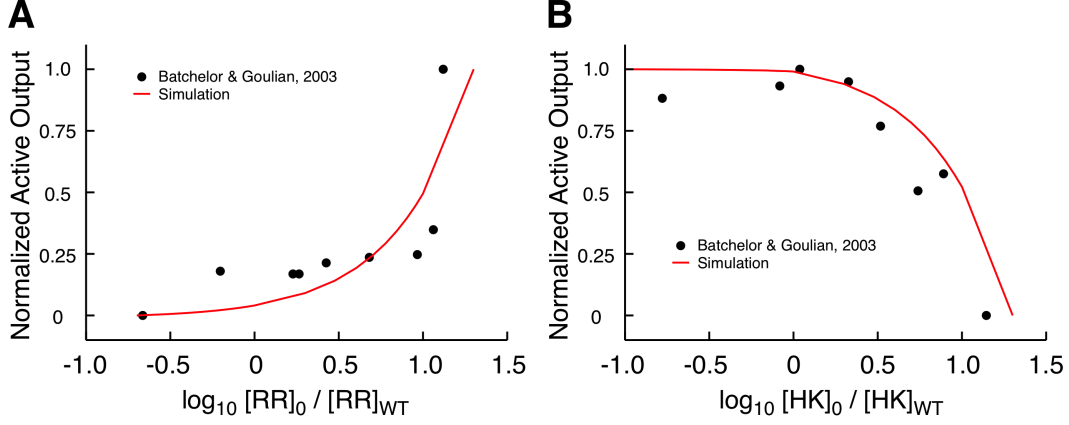 A
Normalized Active Output
1.0
0.75
0.5
0.25
0
Batchelor & Goulian, 2003
Simulation
-1.0 -0.5 0 0.5 1.0 1.5
log10 [RR]0 / [RR]WT
B
Normalized Active Output
1.0
0.75
0.5
0.25
0
Batchelor & Goulian, 2003
Simulation
-1.0 -0.5 0 0.5 1.0 1.5
log10 [HK]0 / [HK]WT